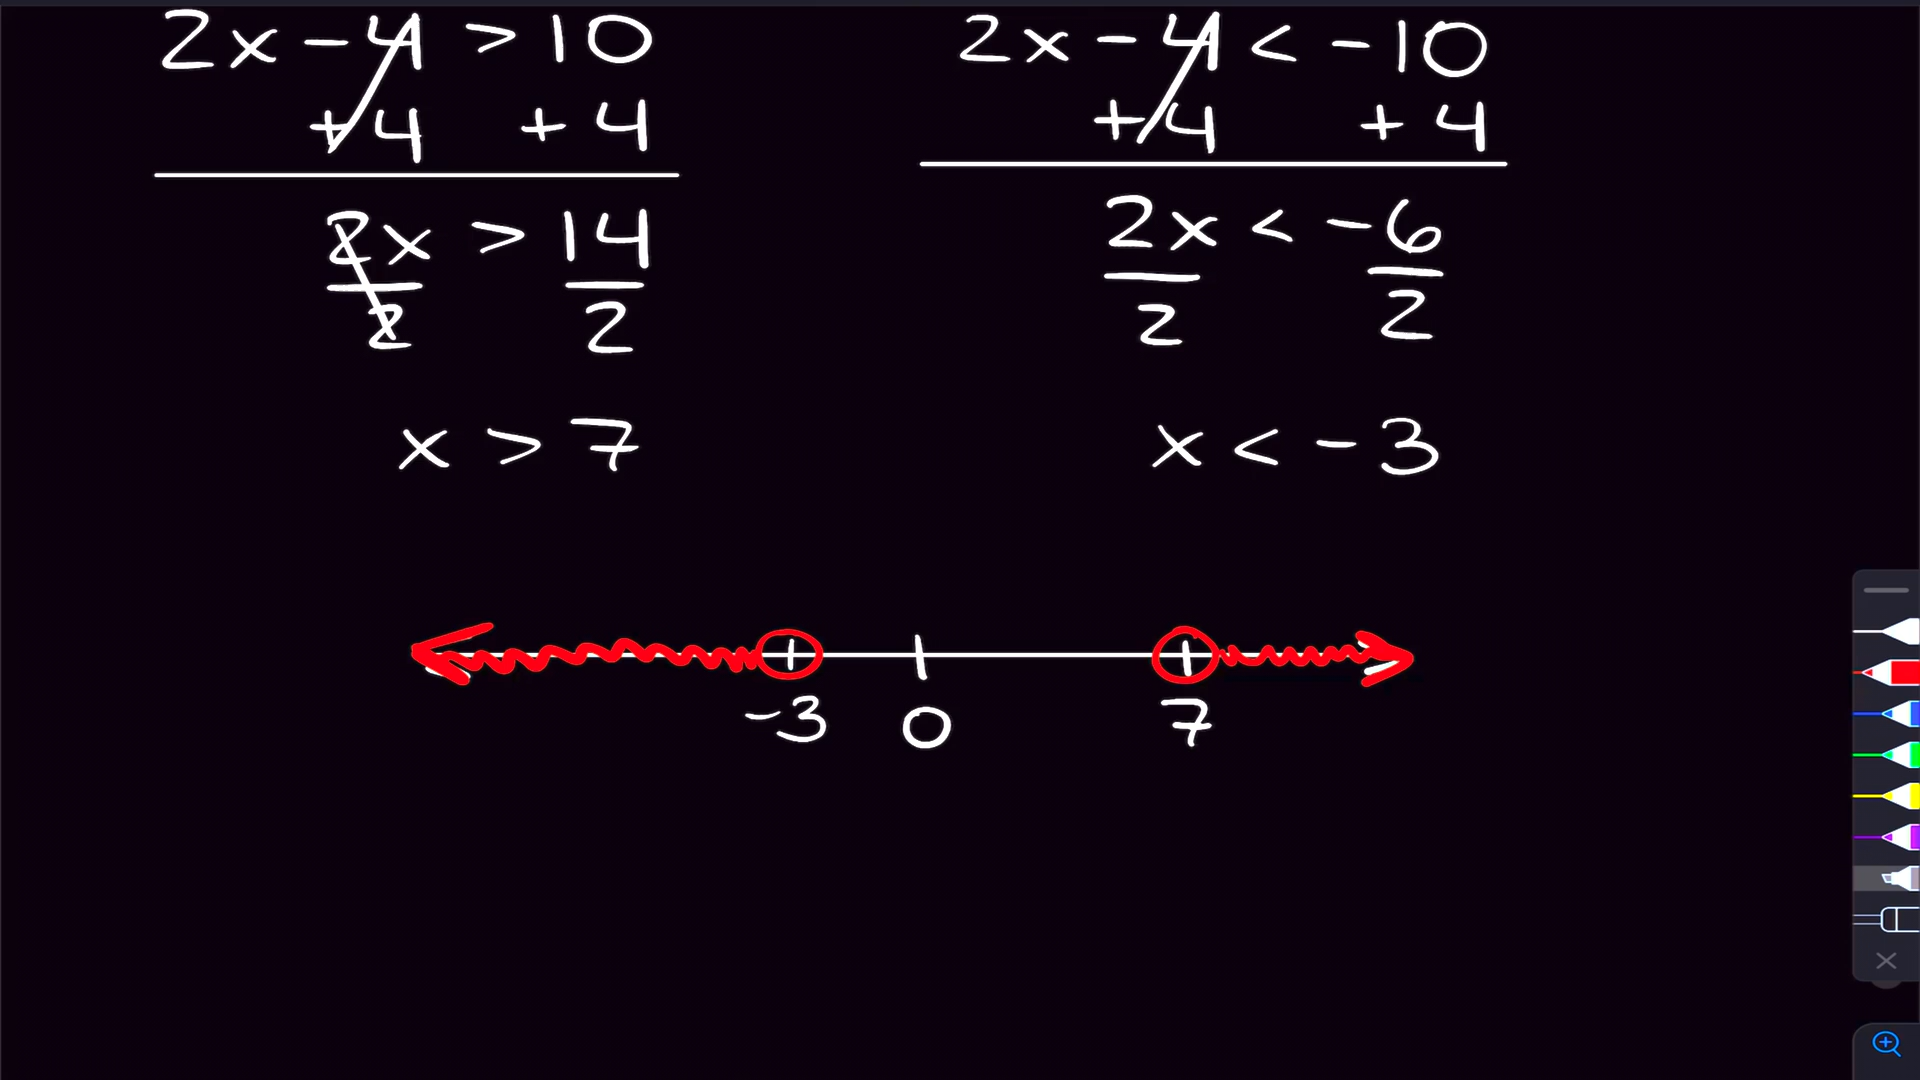 2x - 4 > 10
+ 4 + 4
2x > 14
2 2
x > 7
2x - 4 < -10
+ 4 + 4
2x < -6
2 2
x < -3
-3 0 7